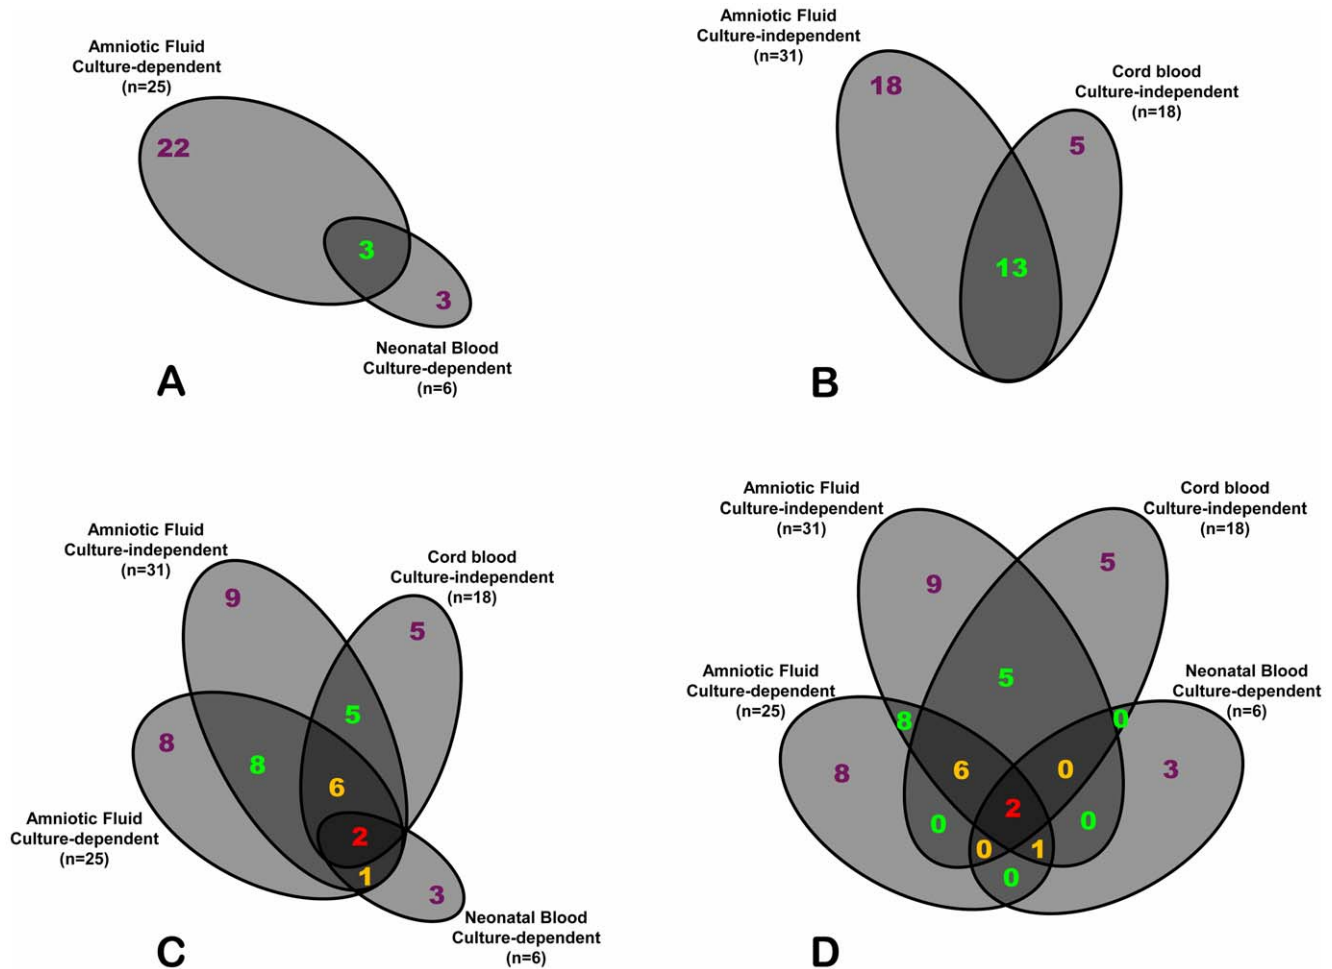 Amniotic Fluid
Culture-dependent
(n=25)
22
3
3
Neonatal Blood
Culture-dependent
(n=6)
A
Amniotic Fluid
Culture-independent
(n=31)
18
Cord blood
Culture-independent
(n=18)
5
13
B
Amniotic Fluid
Culture-independent
(n=31)
9
Cord blood
Culture-independent
(n=18)
5
5
8
8
6
Amniotic Fluid
Culture-dependent
(n=25)
2
1
3
Neonatal Blood
Culture-dependent
(n=6)
C
Amniotic Fluid
Culture-independent
(n=31)
Cord blood
Culture-independent
(n=18)
9
5
Amniotic Fluid
Culture-dependent
(n=25)
Neonatal Blood
Culture-dependent
(n=6)
5
8
0
8
6
0
3
2
0
0
0
1
0
D